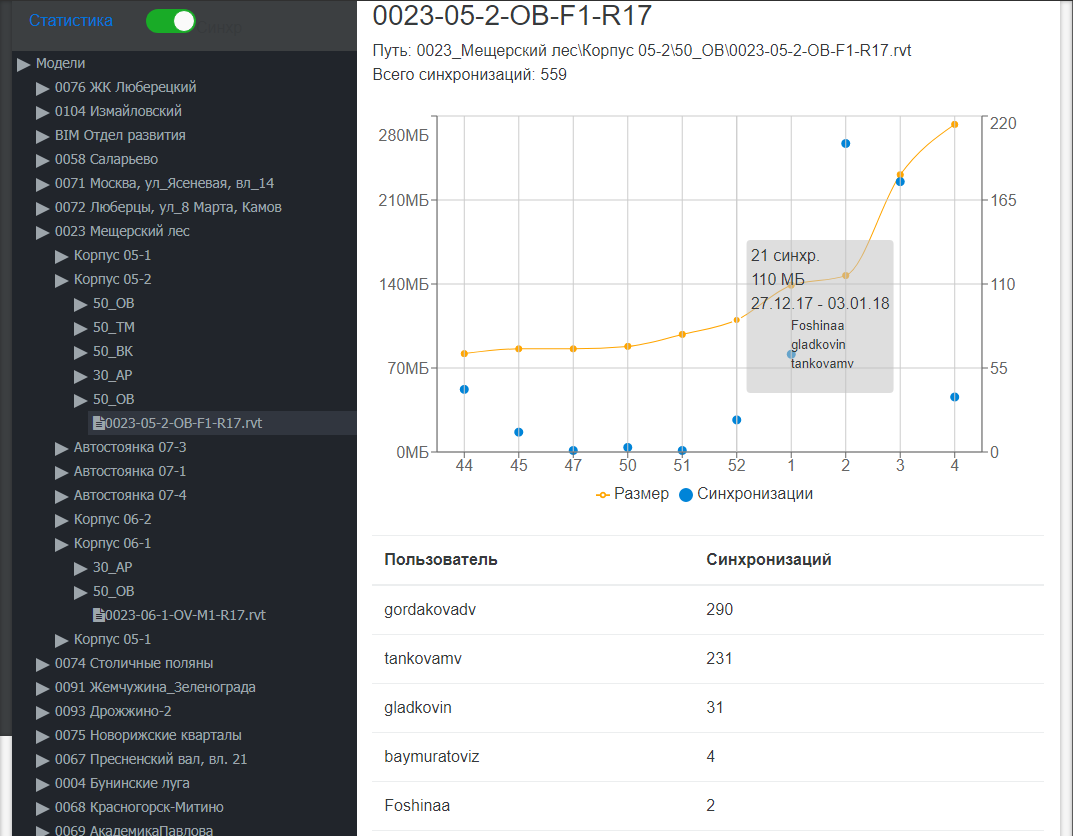 Статистика
Синхр
Модели
0076 ЖК Люберецкий
0104 Измайловский
BIM Отдел развития
0058 Саларьево
0071 Москва, ул_Ясеневая, вл_14
0072 Люберцы, ул_8 Марта, Камов
0023 Мещерский лес
Корпус 05-1
Корпус 05-2
50_ОВ
50_ТМ
50_ВК
30_АР
50_ОВ
0023-05-2-OB-F1-R17.rvt
Автостоянка 07-3
Автостоянка 07-1
Автостоянка 07-4
Корпус 06-2
Корпус 06-1
30_АР
50_ОВ
0023-06-1-OV-M1-R17.rvt
Корпус 05-1
0074 Столичные поляны
0091 Жемчужина_Зеленограда
0093 Дрожжино-2
0075 Новорижские кварталы
0067 Пресненский вал, вл. 21
0004 Бунинские луга
0068 Красногорск-Митино
0069 АкадемикаПавлова
0023-05-2-OB-F1-R17
Путь: 0023_Мещерский лес\Корпус 05-2\50_ОВ\0023-05-2-OB-F1-R17.rvt
Всего синхронизаций: 559
280МБ
210МБ
140МБ
70МБ
0МБ
220
165
110
55
0
21 синхр.
110 МБ
27.12.17 - 03.01.18
Foshinaa
gladkovin
tankovamv
44 45 47 50 51 52 1 2 3 4
Размер Синхронизации
Пользователь Синхронизаций
gordakovadv 290
tankovamv 231
gladkovin 31
baymuratoviz 4
Foshinaa 2